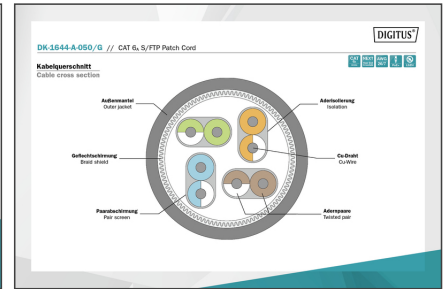 DIGITUS®
DK-1644-A-050/G // CAT 6A S/FTP Patch Cord
Kabelquerschnitt
Cable cross section
Außenmantel
Outer jacket
Aderisolierung
Isolation
Geflechtschirmung
Braid shield
Cu-Draht
Cu-Wire
Paarabschirmung
Pair screen
Adernpaare
Twisted pair